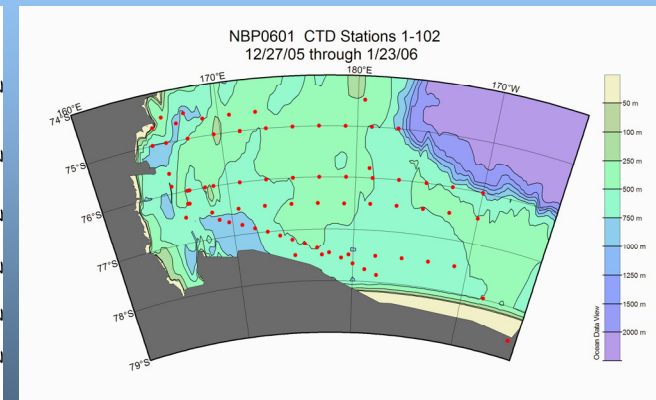 NBP0601 CTD Stations 1-102
12/27/05 through 1/23/06
160°E
170°E
180°E
170°W
74°S
75°S
76°S
77°S
78°S
79°S
50 m
100 m
250 m
500 m
750 m
1000 m
1250 m
1500 m
2000 m
Ocean Data View